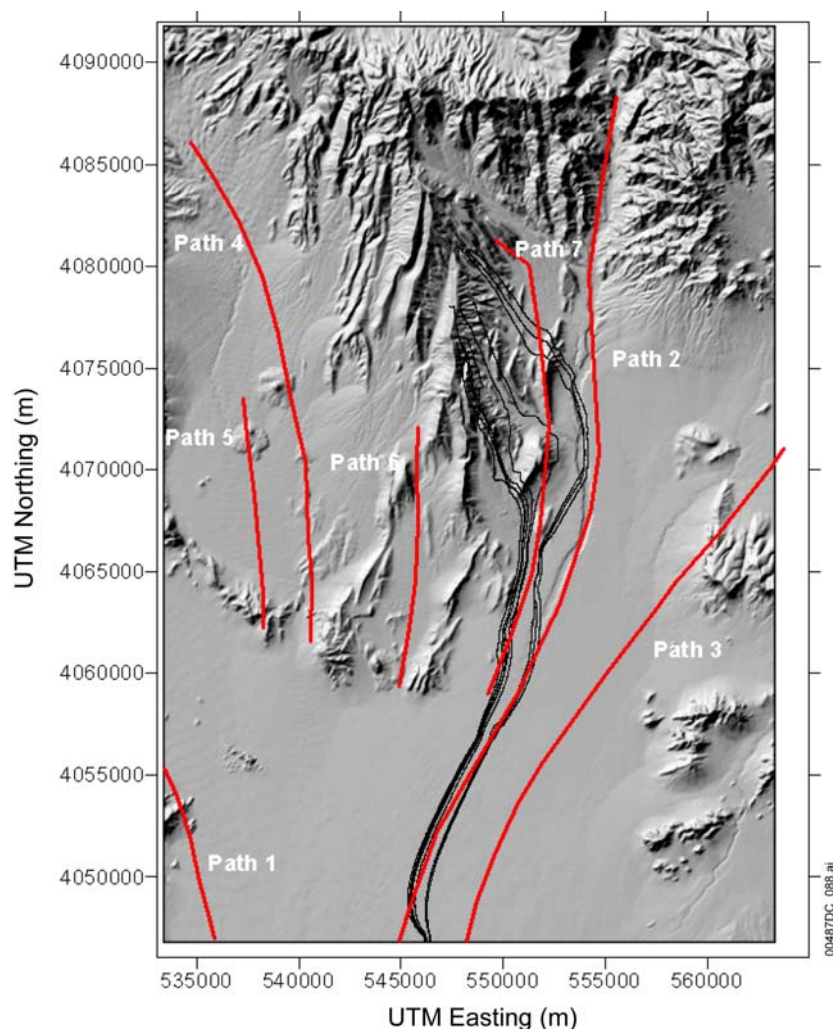 4090000
4085000
4080000
4075000
4070000
4065000
4060000
4055000
4050000
UTM Northing (m)
Path 4
Path 7
Path 2
Path 5
Path 6
Path 3
Path 1
00487DC_088.ai
535000 540000 545000 550000 555000 560000
UTM Easting (m)